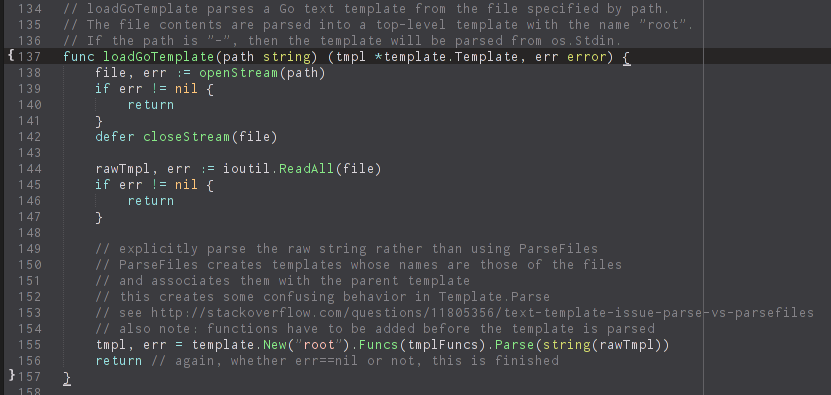 134 // loadGoTemplate parses a Go text template from the file specified by path.
135 // The file contents are parsed into a top-level template with the name "root".
136 // If the path is "-", then the template will be parsed from os.Stdin.
{137 func loadGoTemplate(path string) (tmpl *template.Template, err error) {
138     file, err := openStream(path)
139     if err != nil {
140         return
141     }
142     defer closeStream(file)
143
144     rawTmpl, err := ioutil.ReadAll(file)
145     if err != nil {
146         return
147     }
148
149     // explicitly parse the raw string rather than using ParseFiles
150     // ParseFiles creates templates whose names are those of the files
151     // and associates them with the parent template
152     // this creates some confusing behavior in Template.Parse
153     // see http://stackoverflow.com/questions/11805356/text-template-issue-parse-vs-parsefiles
154     // also note: functions have to be added before the template is parsed
155     tmpl, err = template.New("root").Funcs(tmplFuncs).Parse(string(rawTmpl))
156     return // again, whether err==nil or not, this is finished
}157 }
158